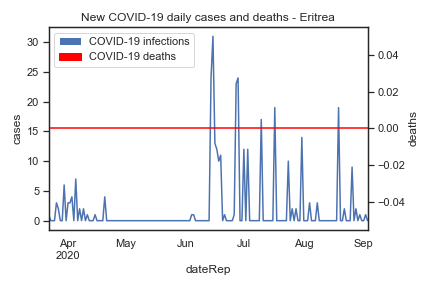 New COVID-19 daily cases and deaths - Eritrea
COVID-19 infections
COVID-19 deaths
30
25
20
15
10
5
0
cases
0.04
0.02
0.00
−0.02
−0.04
deaths
Apr May Jun Jul Aug Sep
2020
dateRep